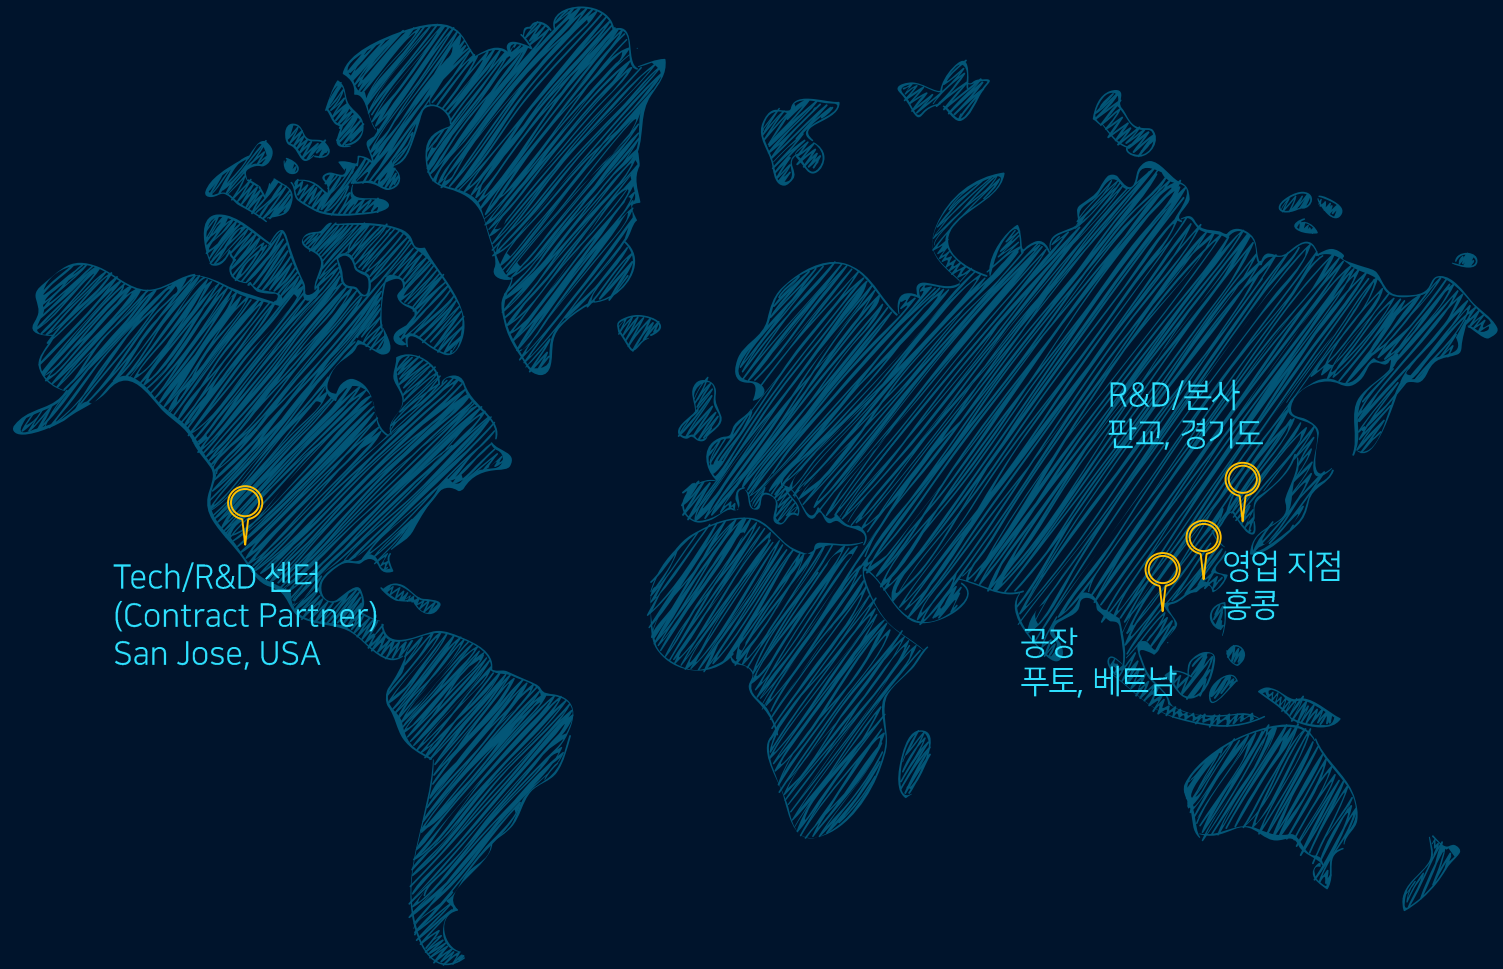 R&D/본사
판교, 경기도
영업 지점
홍콩
Tech/R&D 센터
(Contract Partner)
San Jose, USA
공장
푸토, 베트남